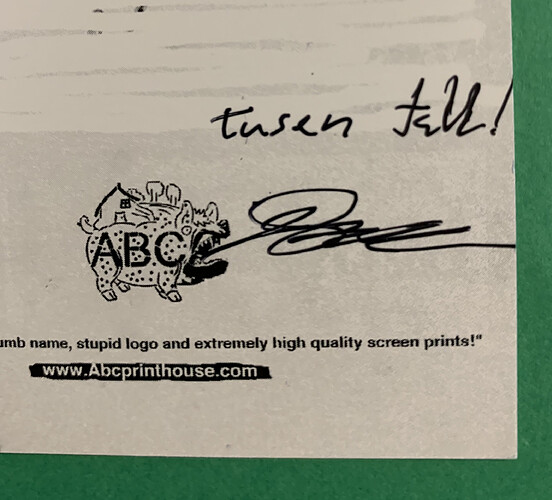 tusen takk!
ABC
umb name, stupid logo and extremely high quality screen prints!"
www.Abcprinthouse.com